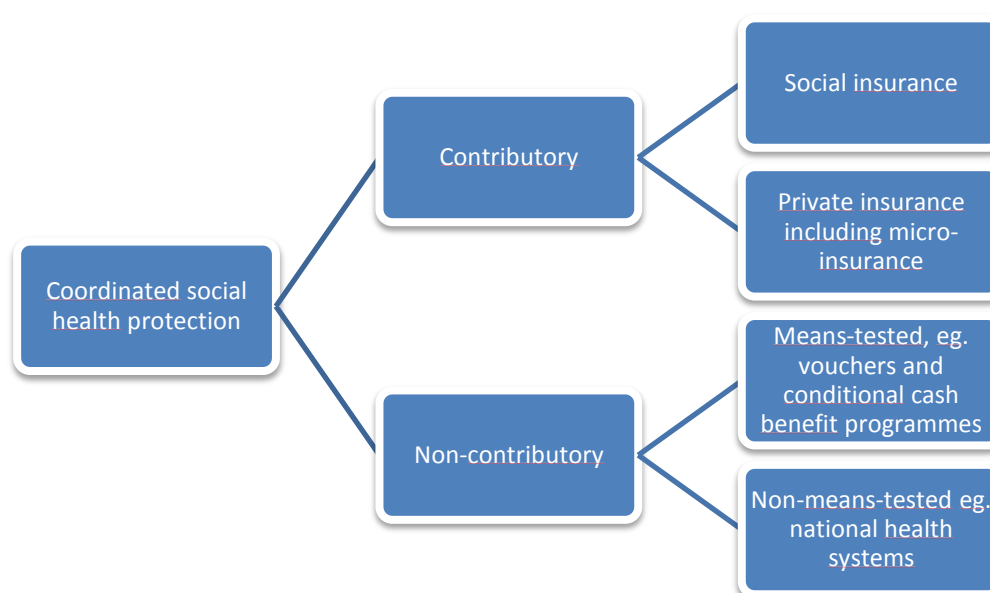 Coordinated social
health protection
Contributory
Non-contributory
Social insurance
Private insurance
including micro-
insurance
Means-tested, eg.
vouchers and
conditional cash
benefit programmes
Non-means-tested eg.
national health
systems